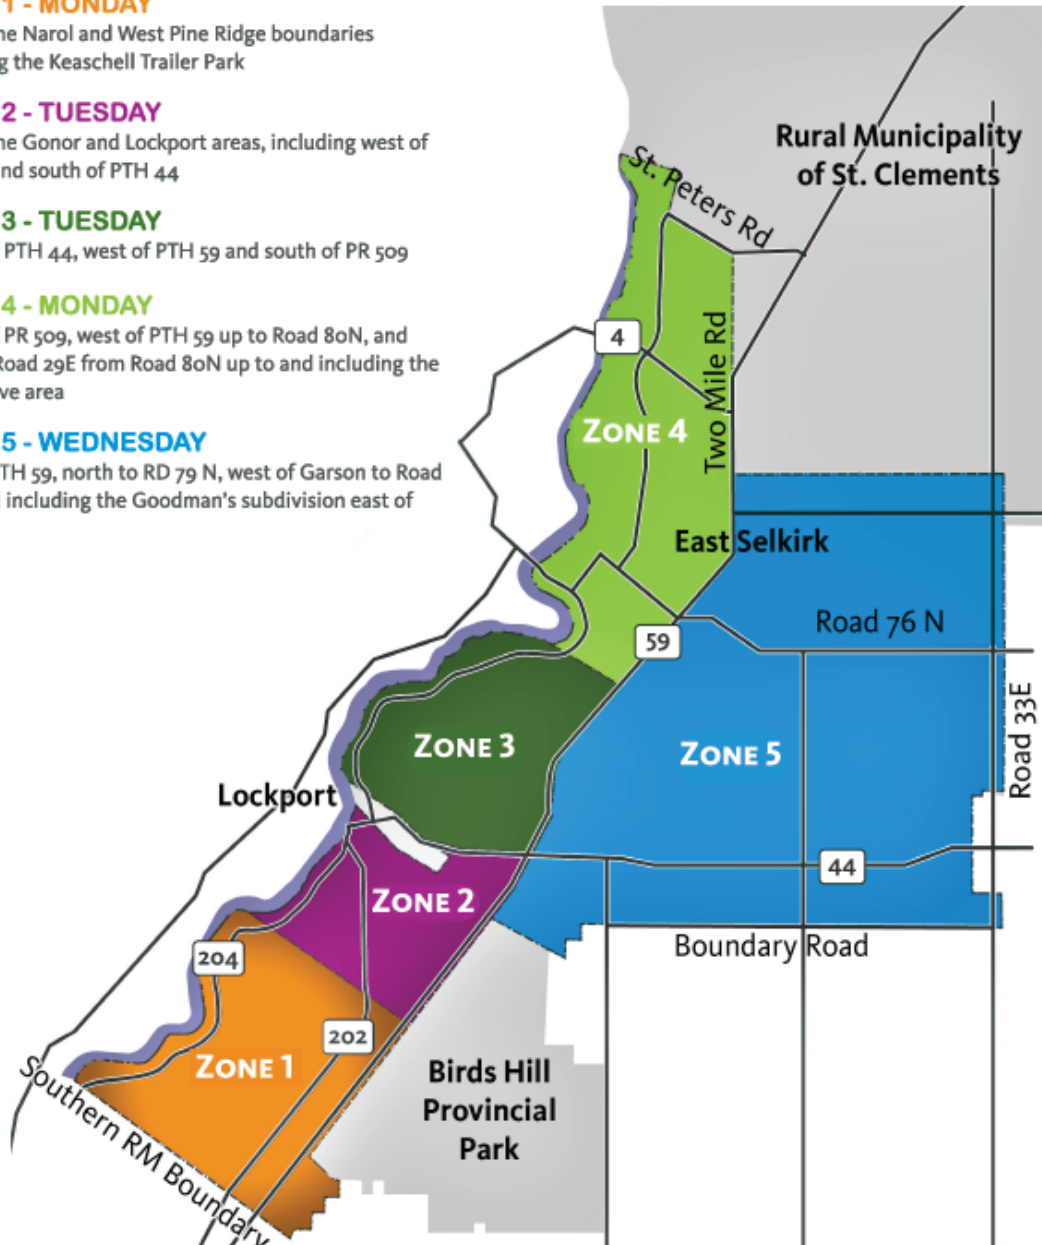 1 - MONDAY
ne Narol and West Pine Ridge boundaries
g the Keaschell Trailer Park
2 - TUESDAY
ne Gonor and Lockport areas, including west of
nd south of PTH 44
3 - TUESDAY
PTH 44, west of PTH 59 and south of PR 509
4 - MONDAY
PR 509, west of PTH 59 up to Road 80N, and
Road 29E from Road 80N up to and including the
ve area
5 - WEDNESDAY
TH 59, north to RD 79 N, west of Garson to Road
including the Goodman's subdivision east of
Rural Municipality
of St. Clements
St. Peters Rd
4
Two Mile Rd
ZONE 4
East Selkirk
Road 76 N
59
Road 33E
ZONE 3
ZONE 5
Lockport
44
ZONE 2
Boundary Road
204
202
ZONE 1
Birds Hill
Provincial
Park
Southern RM Boundary